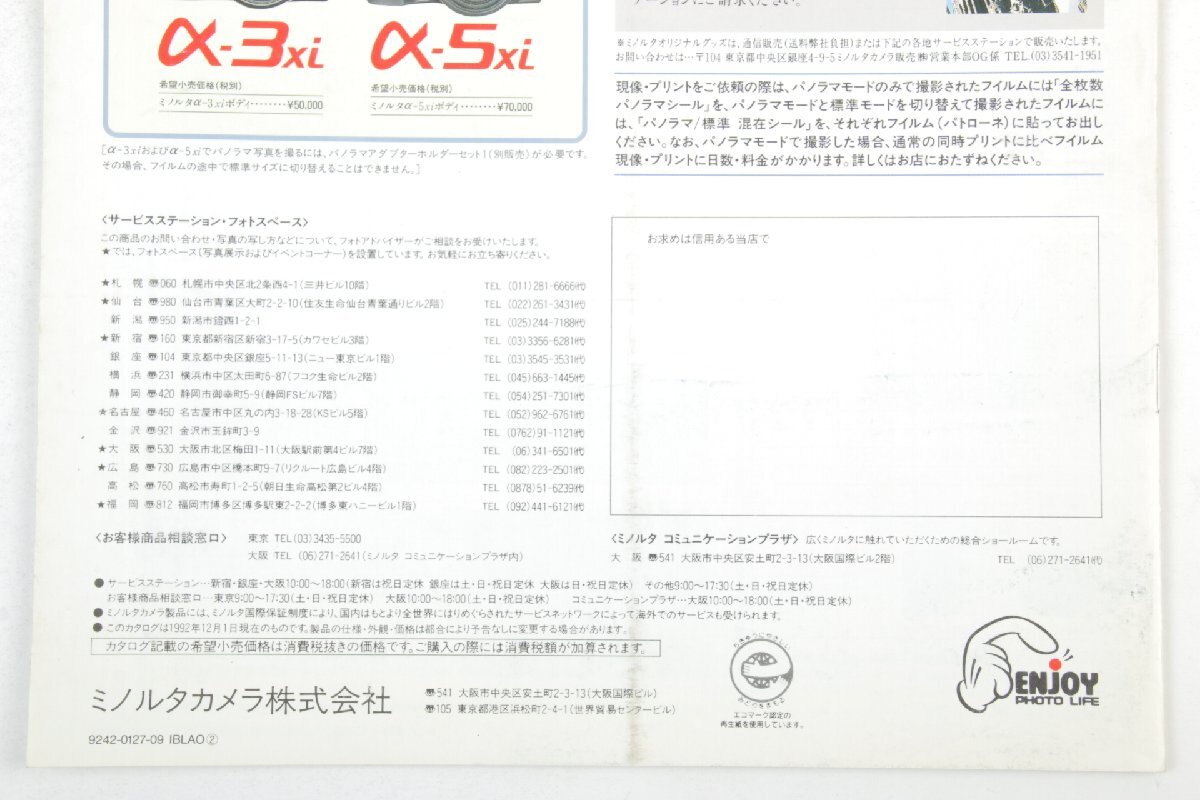 α-3xi
希望小売価格(税別)
ミノルタα-3xiボディ………¥50,000
α-5xi
希望小売価格(税別)
ミノルタα-5xiボディ………¥70,000
[α-3xiおよびα-5xiでパノラマ写真を撮るには、パノラマアダプターホルダーセット1(別販売)が必要です。
その場合、フイルムの途中で標準サイズに切り替えることはできません。]
ーションにご請求ください。
※ミノルタオリジナルグッズは、通信販売(送料弊社負担)または下記の各地サービスステーションで販売いたします。
お問い合わせは…〒104 東京都中央区銀座4-9-5ミノルタカメラ販売㈱営業本部OG係 TEL.(03)3541-1951
現像・プリントをご依頼の際は、パノラマモードのみで撮影されたフイルムには「全枚数
パノラマシール」を、パノラマモードと標準モードを切り替えて撮影されたフイルムに
は、「パノラマ/標準 混在シール」を、それぞれフイルム(パトローネ)に貼ってお出し
ください。なお、パノラマモードで撮影した場合、通常の同時プリントに比べフイルム
現像・プリントに日数・料金がかかります。詳しくはお店におたずねください。
〈サービスステーション・フォトスペース〉
この商品のお問い合わせ・写真の写し方などについて、フォトアドバイザーがご相談をお受けいたします。
★では、フォトスペース(写真展示およびイベントコーナー)を設置しています。お気軽にお立ち寄りください。
★札 幌 〠060 札幌市中央区北2条西4-1(三井ビル10階) TEL (011)281-6666㈹
★仙 台 〠980 仙台市青葉区大町2-2-10(住友生命仙台青葉通りビル2階) TEL (022)261-3431㈹
新 潟 〠950 新潟市鐙西1-2-1 TEL (025)244-7188㈹
★新 宿 〠160 東京都新宿区新宿3-17-5(カワセビル3階) TEL (03)3356-6281㈹
銀 座 〠104 東京都中央区銀座5-11-13(ニュー東京ビル1階) TEL (03)3545-3531㈹
横 浜 〠231 横浜市中区太田町6-87(フコク生命ビル2階) TEL (045)663-1445㈹
静 岡 〠420 静岡市御幸町5-9(静岡FSビル7階) TEL (054)251-7301㈹
★名古屋 〠460 名古屋市中区丸の内3-18-28(KSビル5階) TEL (052)962-6761㈹
金 沢 〠921 金沢市玉鉾町3-9 TEL (0762)91-1121㈹
★大 阪 〠530 大阪市北区梅田1-11(大阪駅前第4ビル7階) TEL (06)341-6501㈹
★広 島 〠730 広島市中区橋本町9-7(リクルート広島ビル4階) TEL (082)223-2501㈹
高 松 〠760 高松市寿町1-2-5(朝日生命高松第2ビル4階) TEL (0878)51-6239㈹
★福 岡 〠812 福岡市博多区博多駅東2-2-2(博多東ハニービル1階) TEL (092)441-6121㈹
お求めは信用ある当店で
〈お客様商品相談窓口〉 東京 TEL(03)3435-5500
大阪 TEL (06)271-2641(ミノルタ コミュニケーションプラザ内)
〈ミノルタ コミュニケーションプラザ〉 広くミノルタに触れていただくための総合ショールームです。
大 阪 〠541 大阪市中央区安土町2-3-13(大阪国際ビル2階) TEL (06)271-2641㈹
●サービスステーション…新宿・銀座・大阪10:00〜18:00(新宿は祝日定休 銀座は土・日・祝日定休 大阪は日・祝日定休) その他9:00〜17:30(土・日・祝日定休)
お客様商品相談窓口…東京9:00〜17:30(土・日・祝日定休) 大阪10:00〜18:00(土・日・祝日定休) コミュニケーションプラザ…大阪10:00〜18:00(土・日・祝日定休)
●ミノルタカメラ製品には、ミノルタ国際保証制度により、国内はもとより全世界にはりめぐらされたサービスネットワークによって海外でのサービスも受けられます。
●このカタログは1992年12月1日現在のものです。製品の仕様・外観・価格は都合により予告なしに変更する場合があります。
カタログ記載の希望小売価格は消費税抜きの価格です。ご購入の際には消費税額が加算されます。
ミノルタカメラ株式会社
〠541 大阪市中央区安土町2-3-13(大阪国際ビル)
〠105 東京都港区浜松町2-4-1(世界貿易センタービル)
ちきゅうにやさしい
みどりをまもる
エコマーク認定の
再生紙を使用しています。
ENJOY
PHOTO LIFE
9242-0127-09 IBLAO②